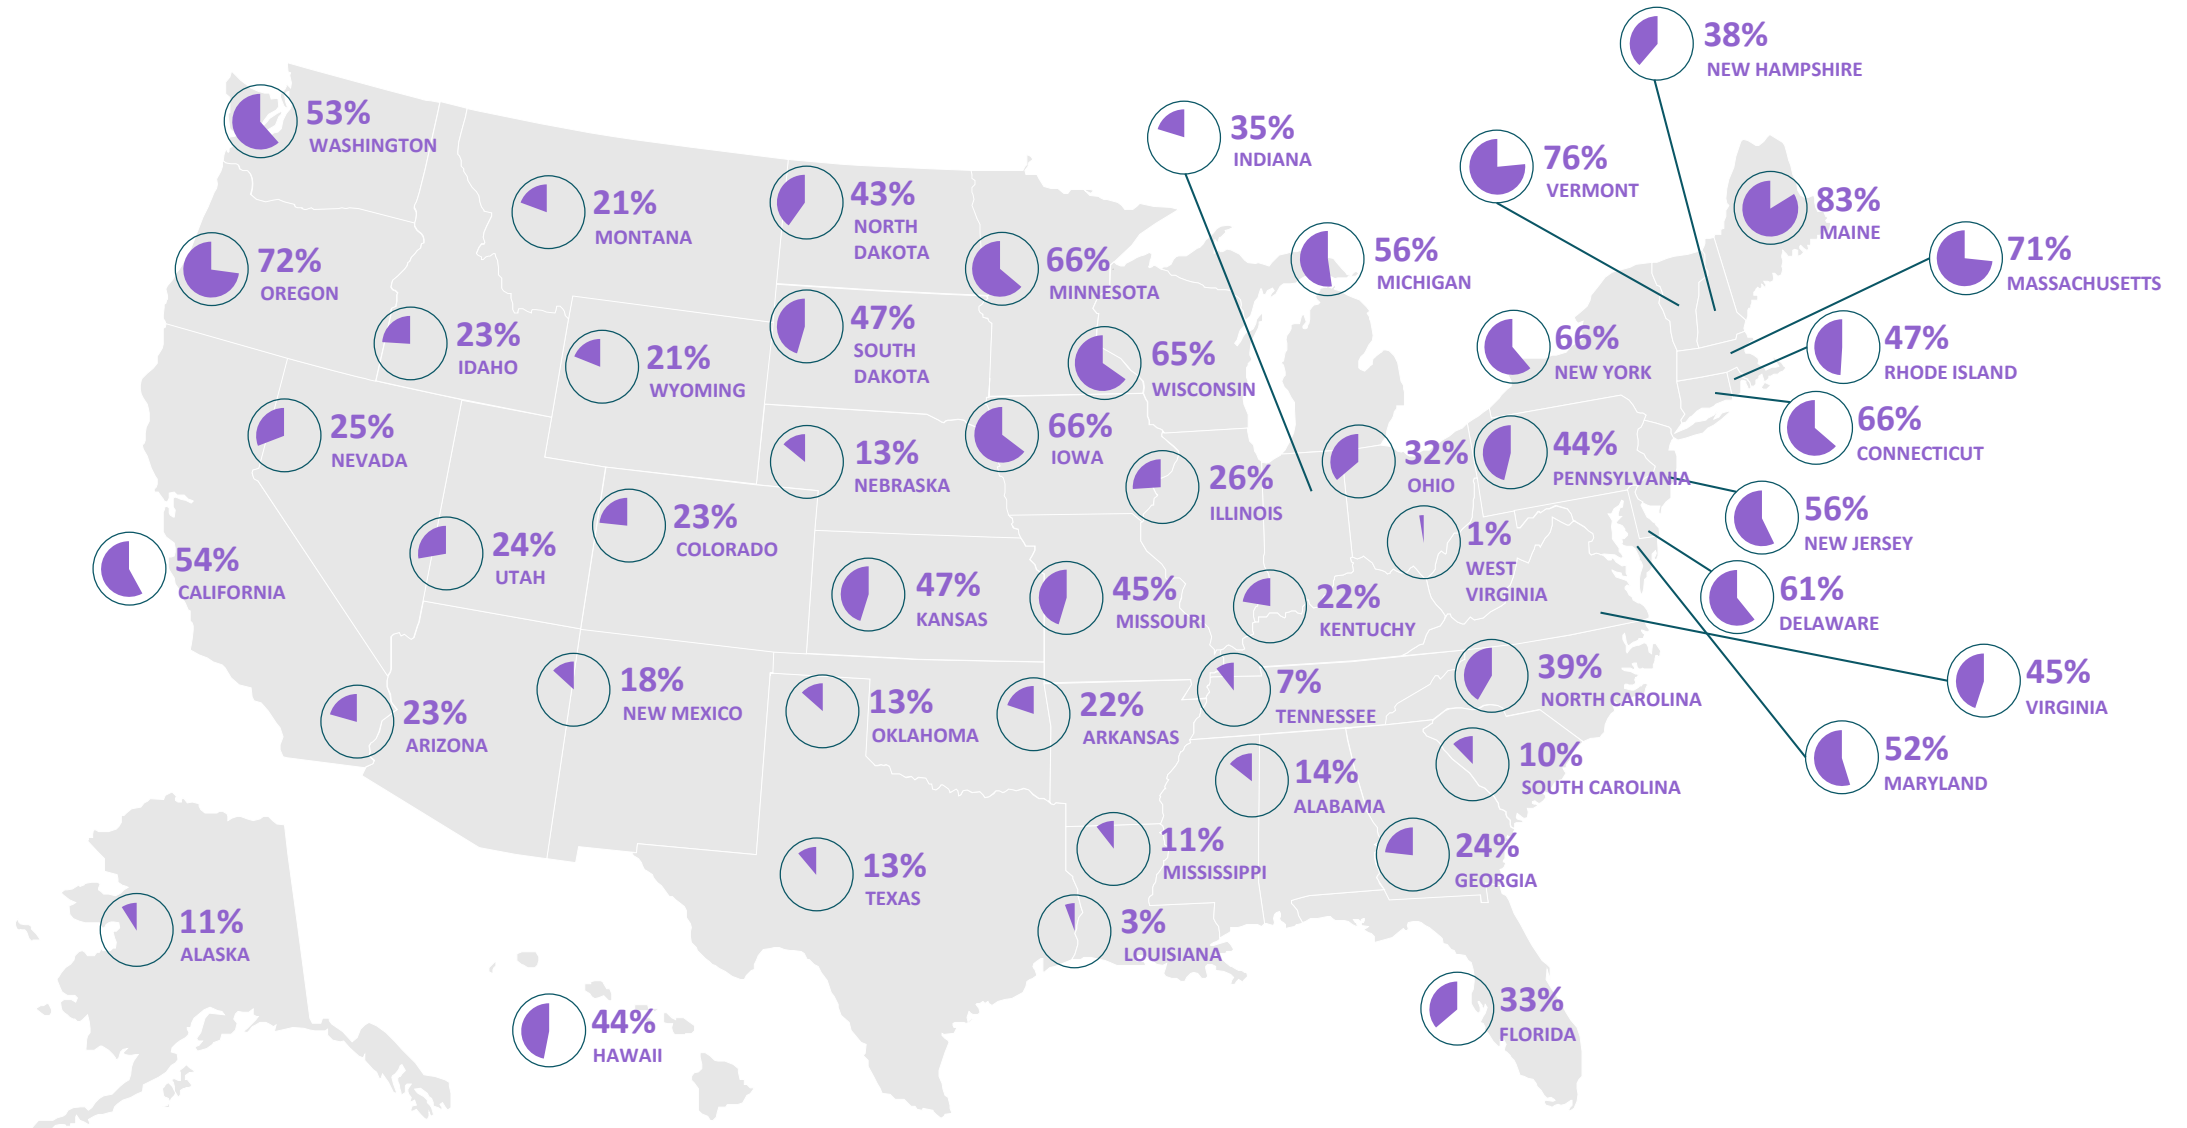 38%
NEW HAMPSHIRE
53%
WASHINGTON
35%
INDIANA
76%
VERMONT
21%
MONTANA
43%
NORTH
DAKOTA
83%
MAINE
72%
OREGON
66%
MINNESOTA
56%
MICHIGAN
71%
MASSACHUSETTS
23%
IDAHO
21%
WYOMING
47%
SOUTH
DAKOTA
65%
WISCONSIN
66%
NEW YORK
47%
RHODE ISLAND
25%
NEVADA
13%
NEBRASKA
66%
IOWA
26%
ILLINOIS
32%
OHIO
44%
PENNSYLVANIA
66%
CONNECTICUT
54%
CALIFORNIA
24%
UTAH
23%
COLORADO
47%
KANSAS
45%
MISSOURI
22%
KENTUCHY
1%
WEST
VIRGINIA
56%
NEW JERSEY
61%
DELAWARE
23%
ARIZONA
18%
NEW MEXICO
13%
OKLAHOMA
22%
ARKANSAS
7%
TENNESSEE
39%
NORTH CAROLINA
45%
VIRGINIA
14%
ALABAMA
10%
SOUTH CAROLINA
52%
MARYLAND
13%
TEXAS
11%
MISSISSIPPI
24%
GEORGIA
11%
ALASKA
3%
LOUISIANA
44%
HAWAII
33%
FLORIDA